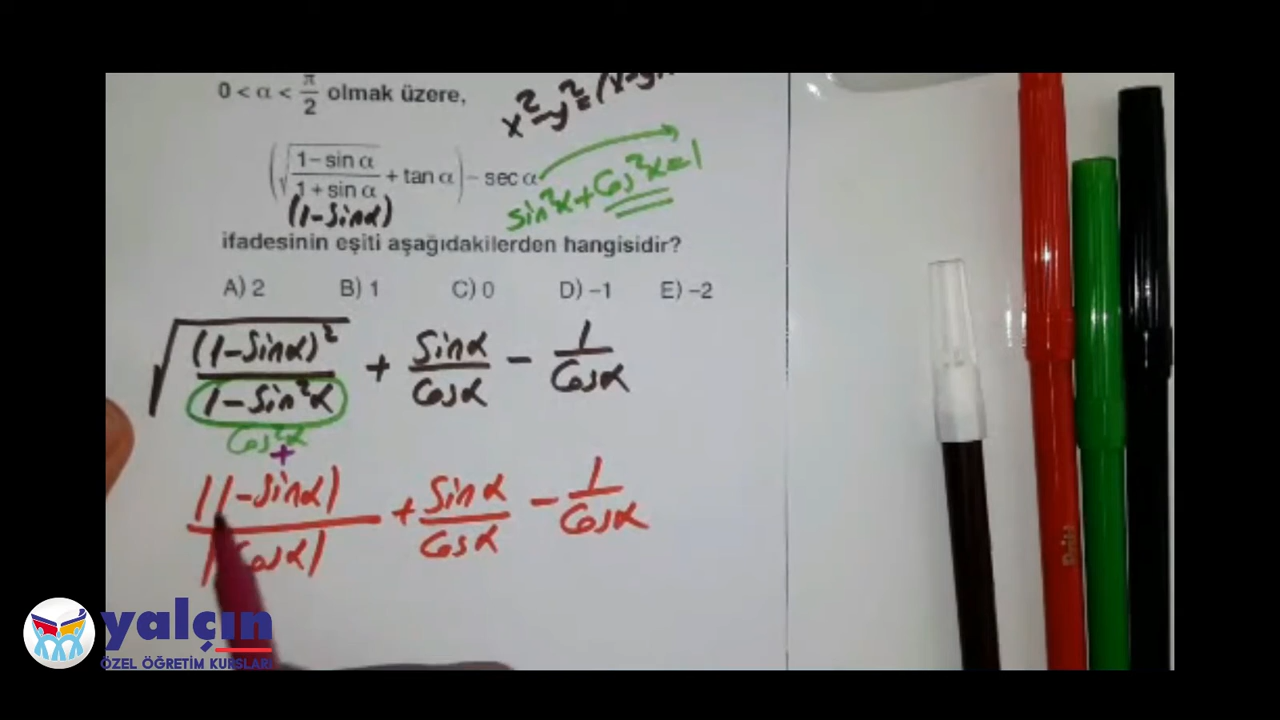 0 < α < π/2 olmak üzere,
x² - y² = (x - y)
(√((1 - sin α)/(1 + sin α)) + tan α) - sec α
(1 - sinα)
sin²x + cos²x = 1
ifadesinin eşiti aşağıdakilerden hangisidir?
A) 2 B) 1 C) 0 D) -1 E) -2
√((1 - sinα)²/(1 - sin²α)) + sinα/cosα - 1/cosα
cos²α
+
|1 - sinα|/|cosα| + sinα/cosα - 1/cosα
yalçın
ÖZEL ÖĞRETİM KURSLARI